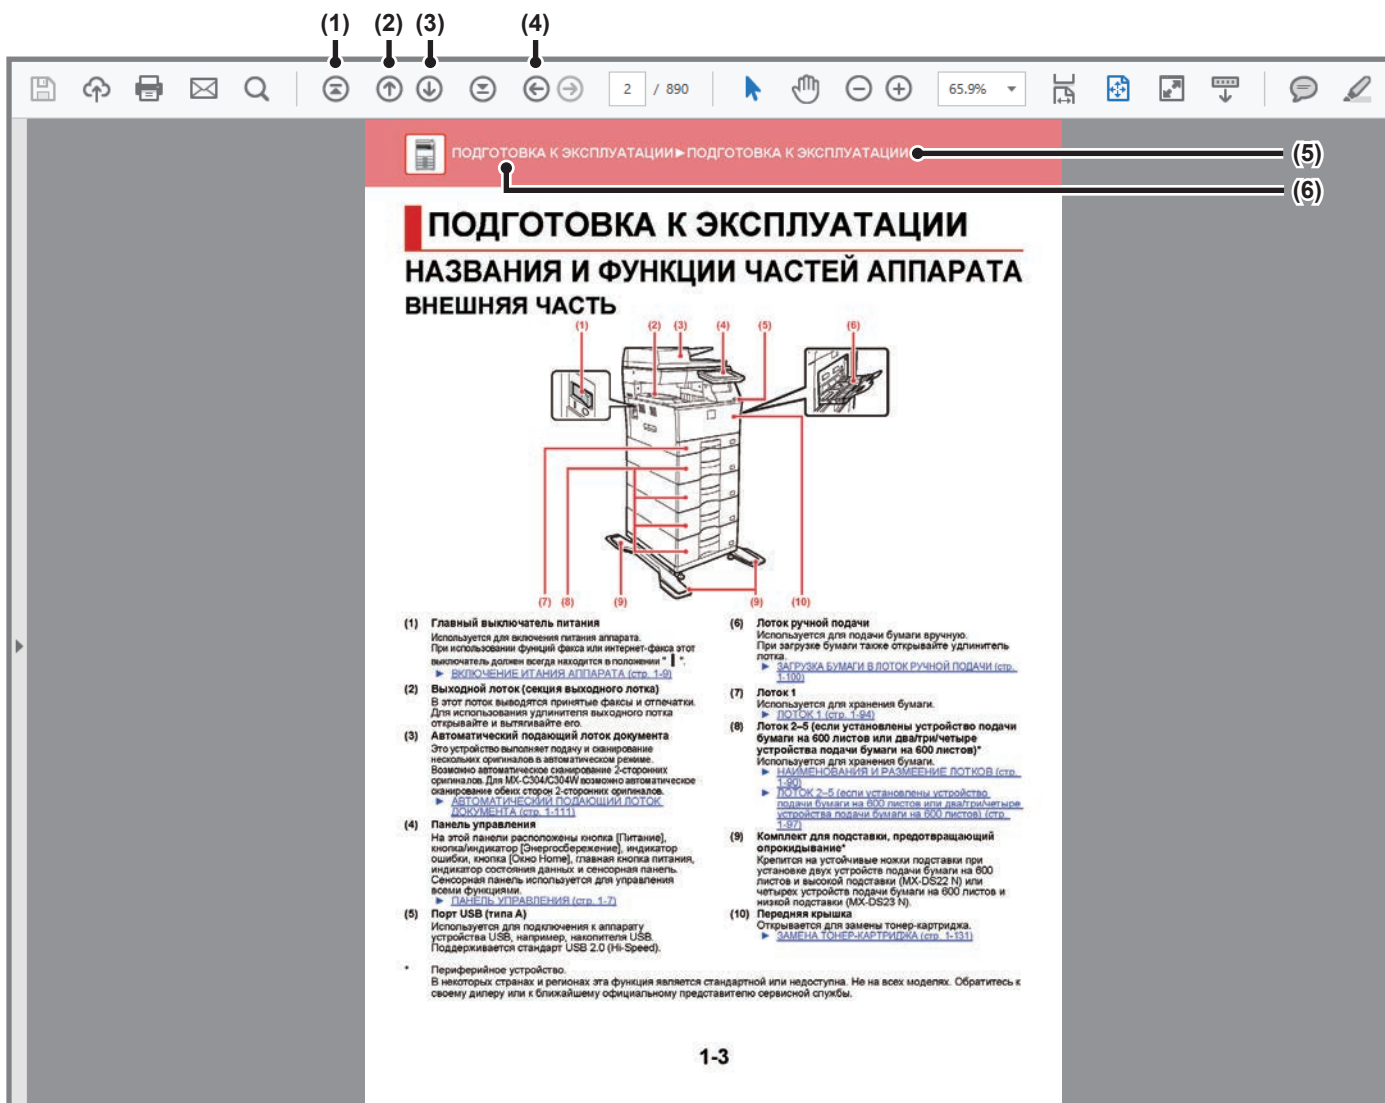 (1) (2) (3) (4)
2 / 890 65.9%
ПОДГОТОВКА К ЭКСПЛУАТАЦИИ►ПОДГОТОВКА К ЭКСПЛУАТАЦИИ
(5)
(6)
ПОДГОТОВКА К ЭКСПЛУАТАЦИИ
НАЗВАНИЯ И ФУНКЦИИ ЧАСТЕЙ АППАРАТА
ВНЕШНЯЯ ЧАСТЬ
(1) (2) (3) (4) (5) (6)
(7) (8) (9) (9) (10)
(1) Главный выключатель питания
Используется для включения питания аппарата.
При использовании функций факса или интернет-факса этот
выключатель должен всегда находится в положении " I ".
► ВКЛЮЧЕНИЕ ИТАНИЯ АППАРАТА (стр. 1-9)
(2) Выходной лоток (секция выходного лотка)
В этот лоток выводятся принятые факсы и отпечатки.
Для использования удлинителя выходного лотка
открывайте и вытягивайте его.
(3) Автоматический подающий лоток документа
Это устройство выполняет подачу и сканирование
нескольких оригиналов в автоматическом режиме.
Возможно автоматическое сканирование 2-сторонних
оригиналов. Для MX-C304/C304W возможно автоматическое
сканирование обеих сторон 2-сторонних оригиналов.
► АВТОМАТИЧЕСКИЙ ПОДАЮЩИЙ ЛОТОК
ДОКУМЕНТА (стр. 1-111)
(4) Панель управления
На этой панели расположены кнопка [Питание],
кнопка/индикатор [Энергосбережение], индикатор
ошибки, кнопка [Окно Home], главная кнопка питания,
индикатор состояния данных и сенсорная панель.
Сенсорная панель используется для управления
всеми функциями.
► ПАНЕЛЬ УПРАВЛЕНИЯ (стр. 1-7)
(5) Порт USB (типа A)
Используется для подключения к аппарату
устройства USB, например, накопителя USB.
Поддерживается стандарт USB 2.0 (Hi-Speed).
(6) Лоток ручной подачи
Используется для подачи бумаги вручную.
При загрузке бумаги также открывайте удлинитель
лотка.
► ЗАГРУЗКА БУМАГИ В ЛОТОК РУЧНОЙ ПОДАЧИ (стр.
1-100)
(7) Лоток 1
Используется для хранения бумаги.
► ЛОТОК 1 (стр. 1-94)
(8) Лоток 2–5 (если установлены устройство подачи
бумаги на 600 листов или два/три/четыре
устройства подачи бумаги на 600 листов)*
Используется для хранения бумаги.
► НАИМЕНОВАНИЯ И РАЗМЕЕНИЕ ЛОТКОВ (стр.
1-90)
► ЛОТОК 2–5 (если установлены устройство
подачи бумаги на 600 листов или два/три/четыре
устройства подачи бумаги на 600 листов) (стр.
1-97)
(9) Комплект для подставки, предотвращающий
опрокидывание*
Крепится на устойчивые ножки подставки при
установке двух устройств подачи бумаги на 600
листов и высокой подставки (MX-DS22 N) или
четырех устройств подачи бумаги на 600 листов и
низкой подставки (MX-DS23 N).
(10) Передняя крышка
Открывается для замены тонер-картриджа.
► ЗАМЕНА ТОНЕР-КАРТРИДЖА (стр. 1-131)
* Периферийное устройство.
В некоторых странах и регионах эта функция является стандартной или недоступна. Не на всех моделях. Обратитесь к
своему дилеру или к ближайшему официальному представителю сервисной службы.
1-3